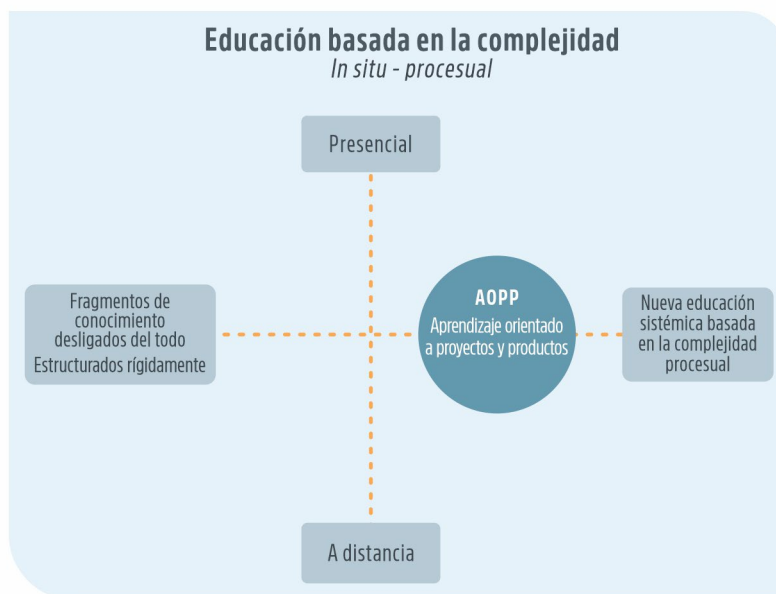 Educación basada en la complejidad
In situ - procesual
Presencial
Fragmentos de
conocimiento
desligados del todo
Estructurados rígidamente
AOPP
Aprendizaje orientado
a proyectos y productos
Nueva educación
sistémica basada
en la complejidad
procesual
A distancia